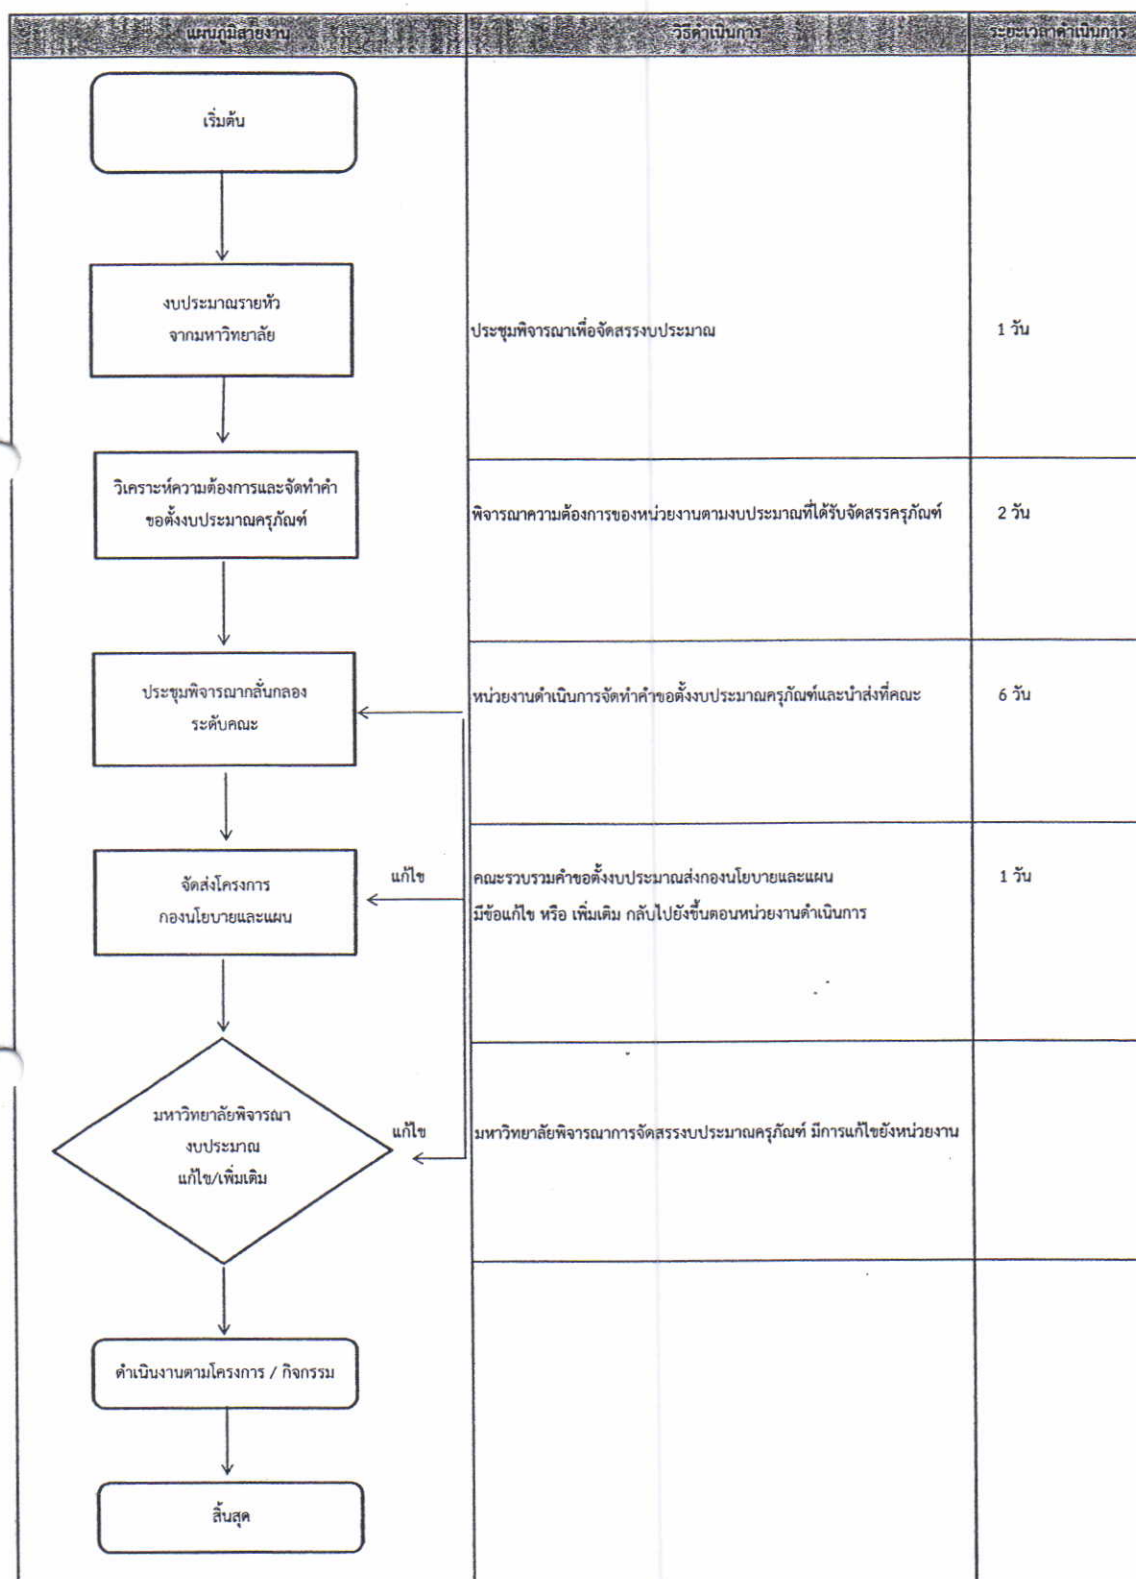 แผนภูมิสายงาน วิธีดำเนินการ ระยะเวลาดำเนินการ
เริ่มต้น
งบประมาณรายหัว
จากมหาวิทยาลัย
ประชุมพิจารณาเพื่อจัดสรรงบประมาณ 1 วัน
วิเคราะห์ความต้องการและจัดทำคำ
ขอตั้งงบประมาณครุภัณฑ์
พิจารณาความต้องการของหน่วยงานตามงบประมาณที่ได้รับจัดสรรครุภัณฑ์ 2 วัน
ประชุมพิจารณากลั่นกลอง
ระดับคณะ
หน่วยงานดำเนินการจัดทำคำขอตั้งงบประมาณครุภัณฑ์และนำส่งที่คณะ 6 วัน
จัดส่งโครงการ
กองนโยบายและแผน
แก้ไข
คณะรวบรวมคำขอตั้งงบประมาณส่งกองนโยบายและแผน 1 วัน
มีข้อแก้ไข หรือ เพิ่มเติม กลับไปยังขึ้นตอนหน่วยงานดำเนินการ
มหาวิทยาลัยพิจารณา
งบประมาณ
แก้ไข/เพิ่มเติม
แก้ไข
มหาวิทยาลัยพิจารณาการจัดสรรงบประมาณครุภัณฑ์ มีการแก้ไขยังหน่วยงาน
ดำเนินงานตามโครงการ / กิจกรรม
สิ้นสุด